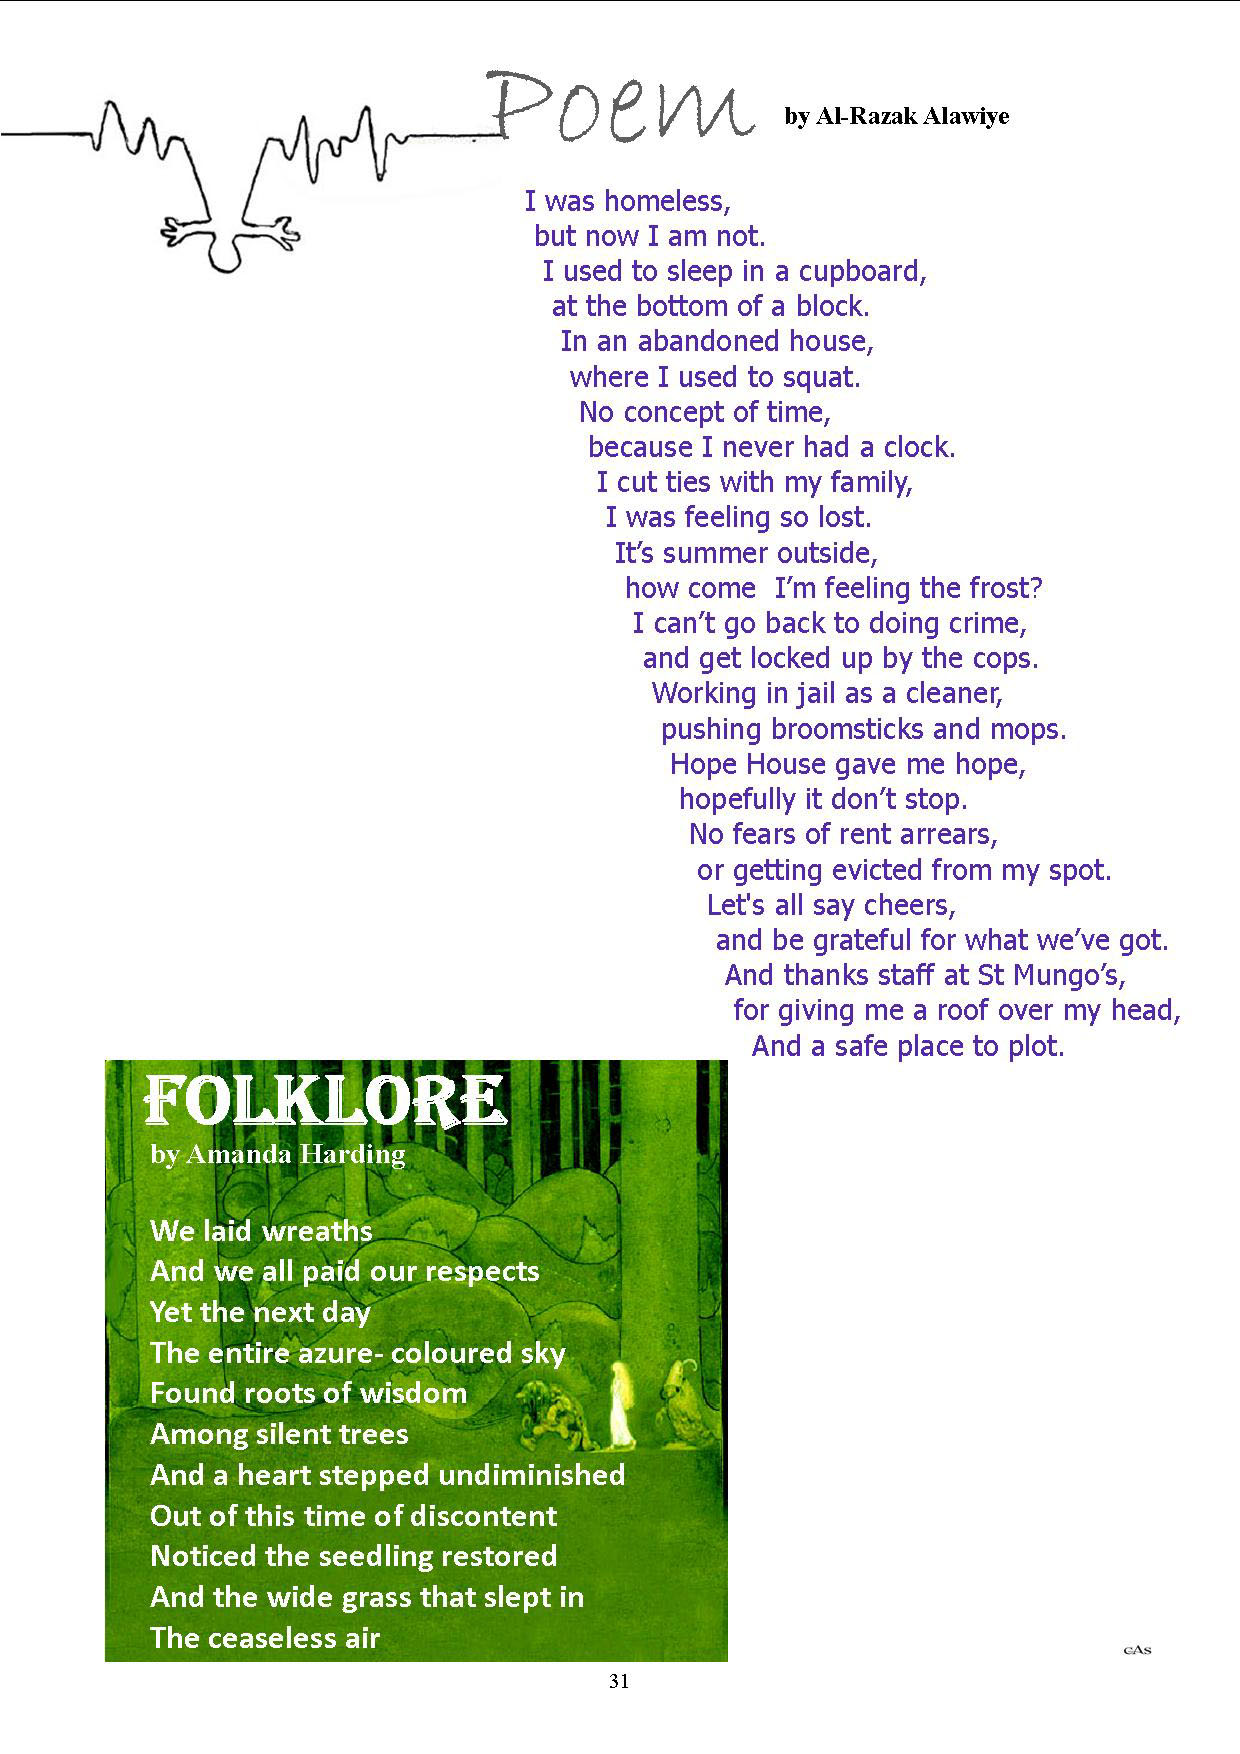 Poem by Al-Razak Alawiye
I was homeless,
but now I am not.
I used to sleep in a cupboard,
at the bottom of a block.
In an abandoned house,
where I used to squat.
No concept of time,
because I never had a clock.
I cut ties with my family,
I was feeling so lost.
It’s summer outside,
how come  I’m feeling the frost?
I can’t go back to doing crime,
and get locked up by the cops.
Working in jail as a cleaner,
pushing broomsticks and mops.
Hope House gave me hope,
hopefully it don’t stop.
No fears of rent arrears,
or getting evicted from my spot.
Let's all say cheers,
and be grateful for what we’ve got.
And thanks staff at St Mungo’s,
for giving me a roof over my head,
And a safe place to plot.
FOLKLORE
by Amanda Harding
We laid wreaths
And we all paid our respects
Yet the next day
The entire azure- coloured sky
Found roots of wisdom
Among silent trees
And a heart stepped undiminished
Out of this time of discontent
Noticed the seedling restored
And the wide grass that slept in
The ceaseless air
cAs
31